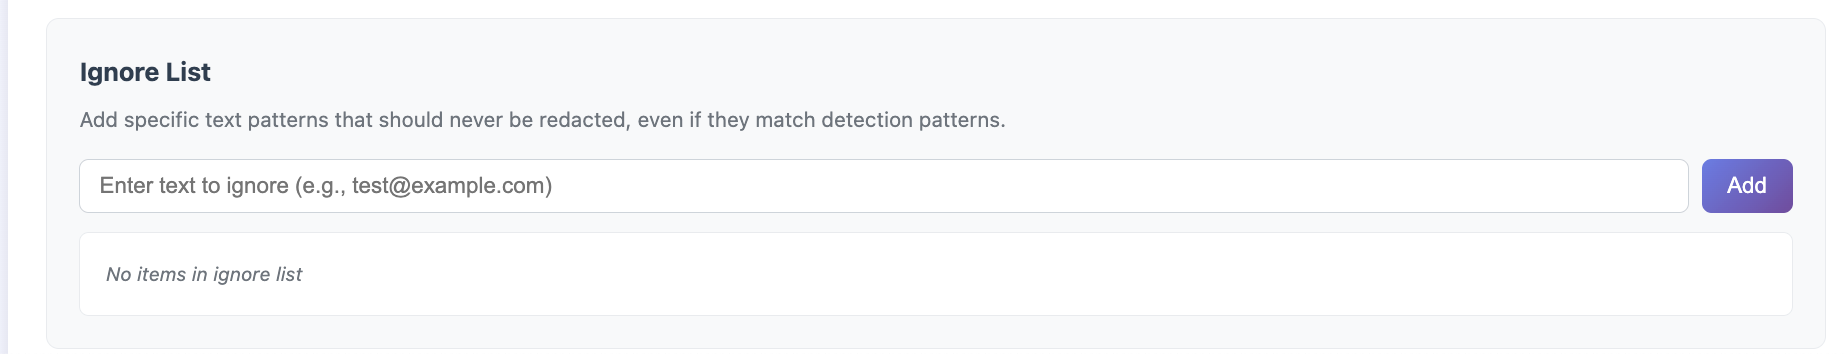 Ignore List
Add specific text patterns that should never be redacted, even if they match detection patterns.
Enter text to ignore (e.g., test@example.com)
Add
No items in ignore list